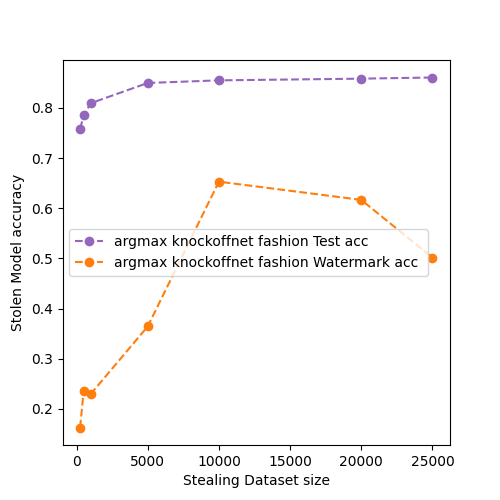 0.8
0.7
0.6
0.5
0.4
0.3
0.2
Stolen Model accuracy
argmax knockoffnet fashion Test acc
argmax knockoffnet fashion Watermark acc
0 5000 10000 15000 20000 25000
Stealing Dataset size